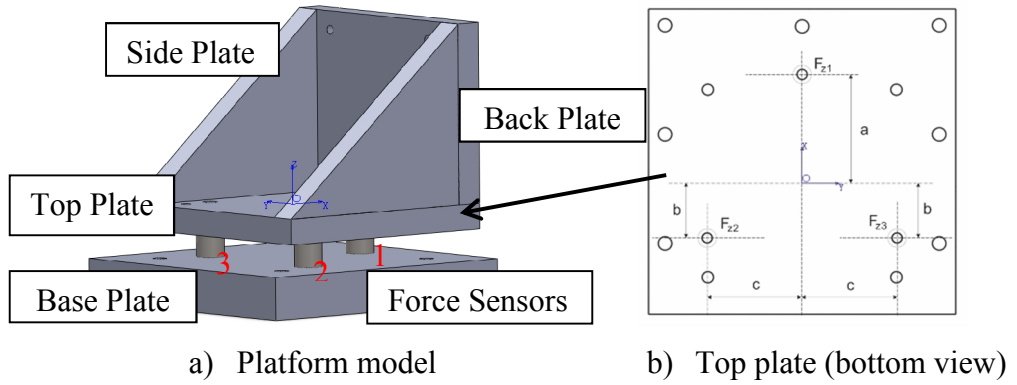 Side Plate
Back Plate
Top Plate
Base Plate
Force Sensors
Z
Y
X
3
2
1
a) Platform model
Fz1
a
X
Y
b
b
Fz2
Fz3
c
c
b) Top plate (bottom view)